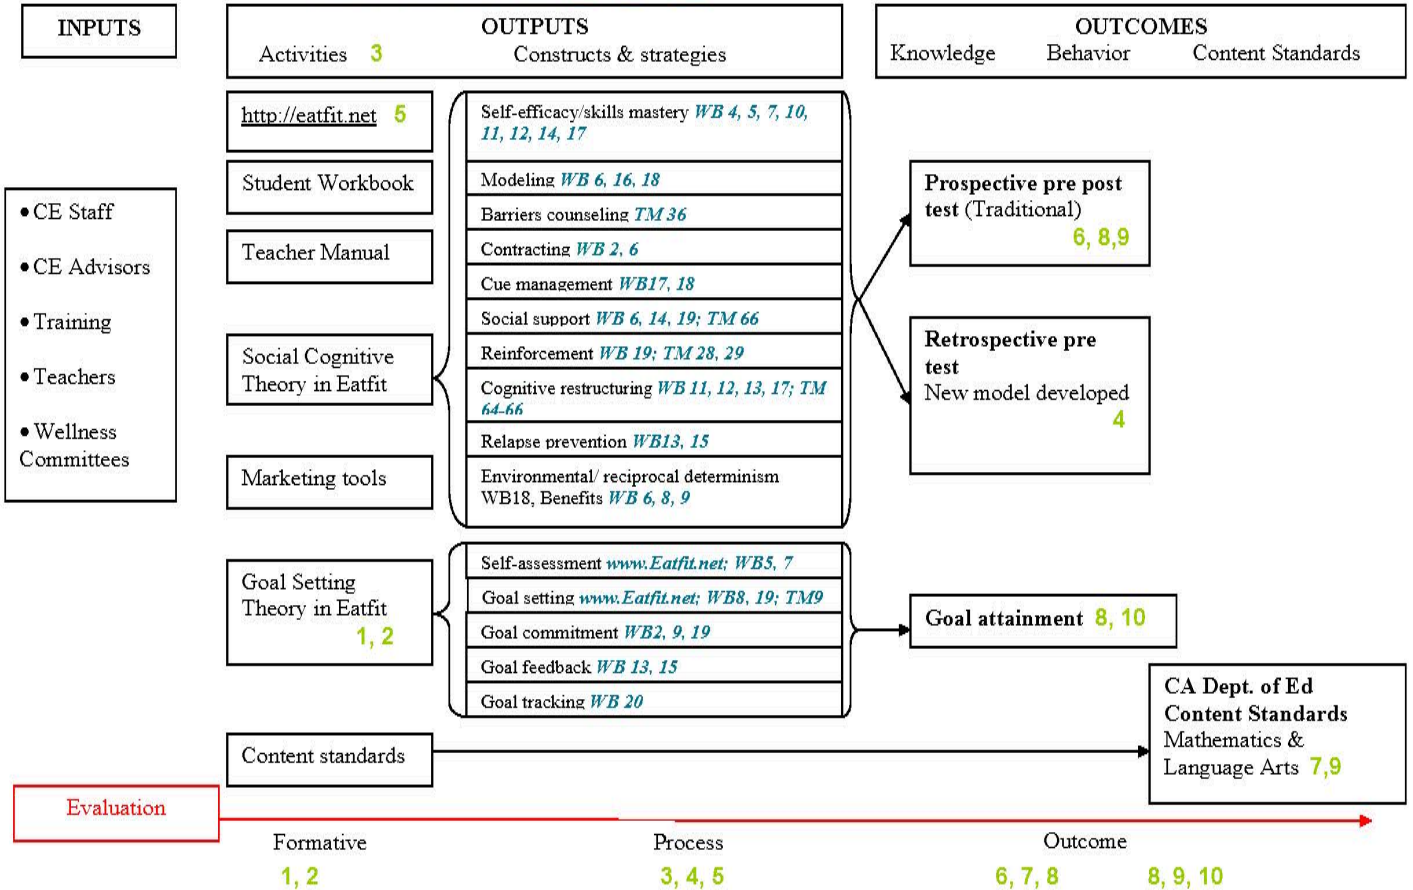 INPUTS
OUTPUTS
Activities 3 Constructs & strategies
OUTCOMES
Knowledge Behavior Content Standards
• CE Staff
• CE Advisors
• Training
• Teachers
• Wellness
Committees
http://eatfit.net 5
Student Workbook
Teacher Manual
Social Cognitive
Theory in Eatfit
Marketing tools
Goal Setting
Theory in Eatfit
1, 2
Content standards
Self-efficacy/skills mastery WB 4, 5, 7, 10,
11, 12, 14, 17
Modeling WB 6, 16, 18
Barriers counseling TM 36
Contracting WB 2, 6
Cue management WB17, 18
Social support WB 6, 14, 19; TM 66
Reinforcement WB 19; TM 28, 29
Cognitive restructuring WB 11, 12, 13, 17; TM
64-66
Relapse prevention WB13, 15
Environmental/ reciprocal determinism
WB18, Benefits WB 6, 8, 9
Self-assessment www.Eatfit.net; WB5, 7
Goal setting www.Eatfit.net; WB8, 19; TM9
Goal commitment WB2, 9, 19
Goal feedback WB 13, 15
Goal tracking WB 20
Prospective pre post
test (Traditional)
6, 8,9
Retrospective pre
test
New model developed
4
Goal attainment 8, 10
CA Dept. of Ed
Content Standards
Mathematics &
Language Arts 7,9
Evaluation
Formative Process Outcome
1, 2 3, 4, 5 6, 7, 8 8, 9, 10